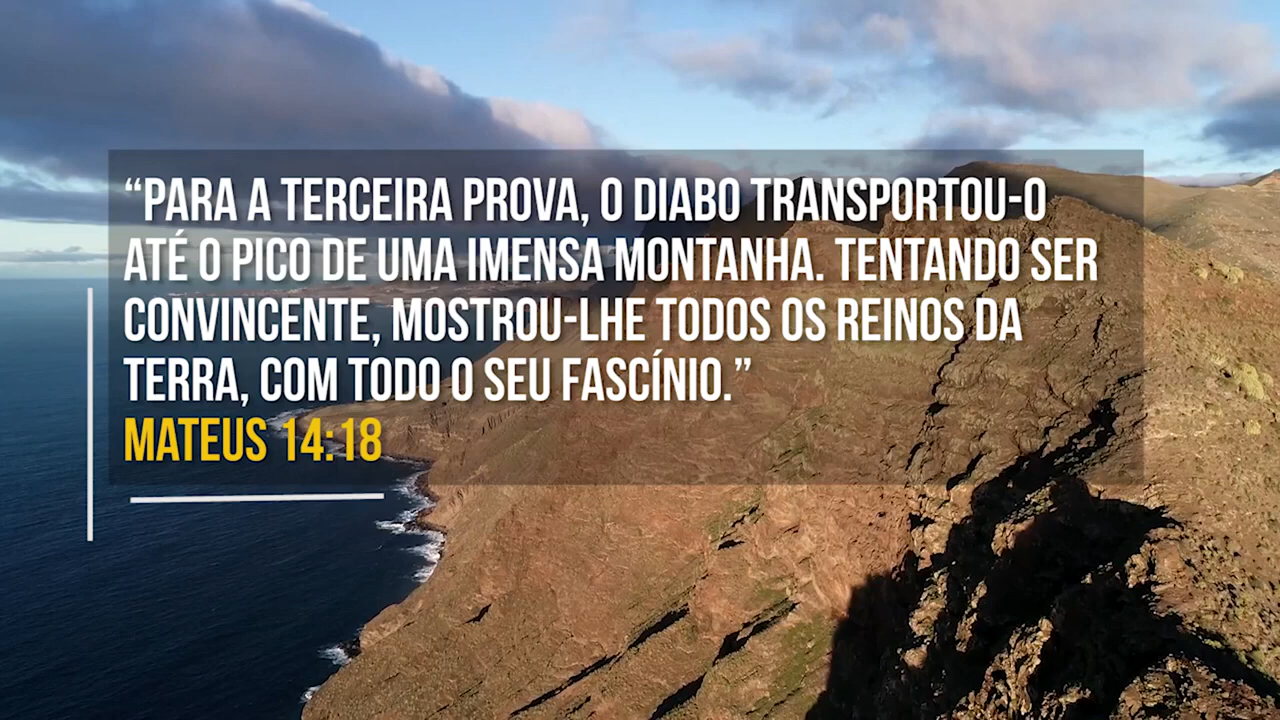 “PARA A TERCEIRA PROVA, O DIABO TRANSPORTOU-O
ATÉ O PICO DE UMA IMENSA MONTANHA. TENTANDO SER
CONVINCENTE, MOSTROU-LHE TODOS OS REINOS DA
TERRA, COM TODO O SEU FASCÍNIO.”
MATEUS 14:18